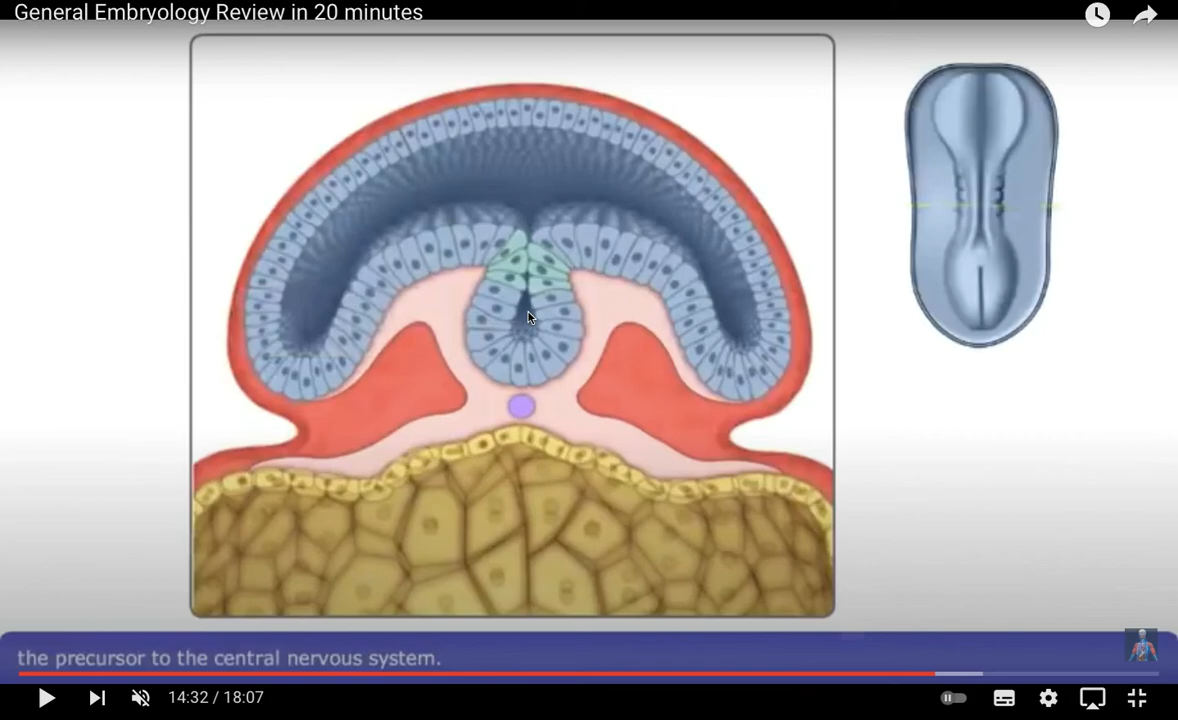 General Embryology Review in 20 minutes
the precursor to the central nervous system.
14:32 / 18:07